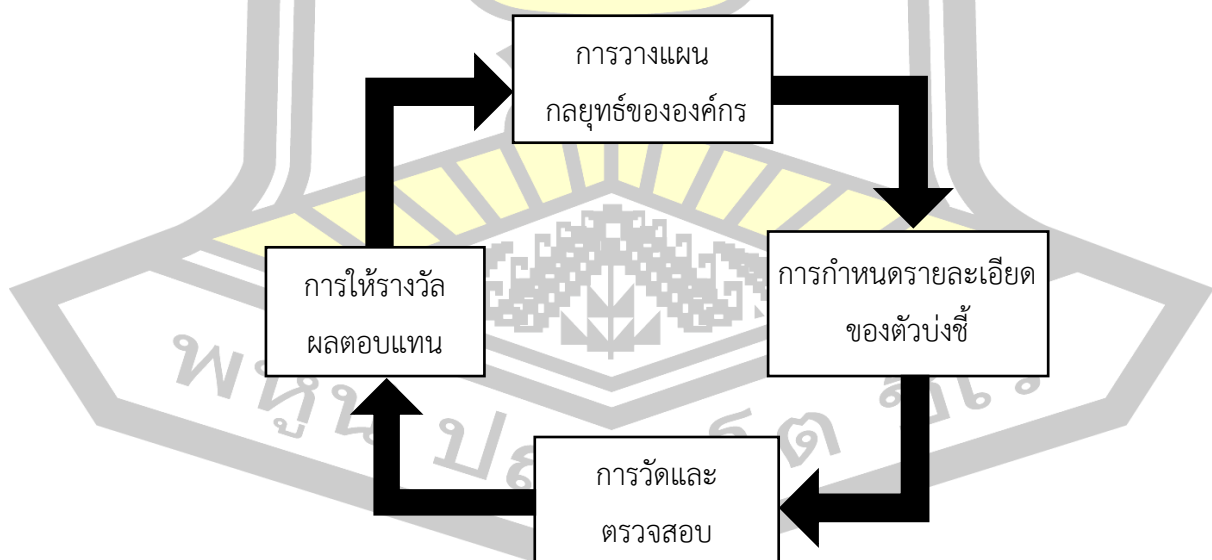 การวางแผน
กลยุทธ์ขององค์กร
การให้รางวัล
ผลตอบแทน
การกำหนดรายละเอียด
ของตัวบ่งชี้
การวัดและ
ตรวจสอบ
พหูน